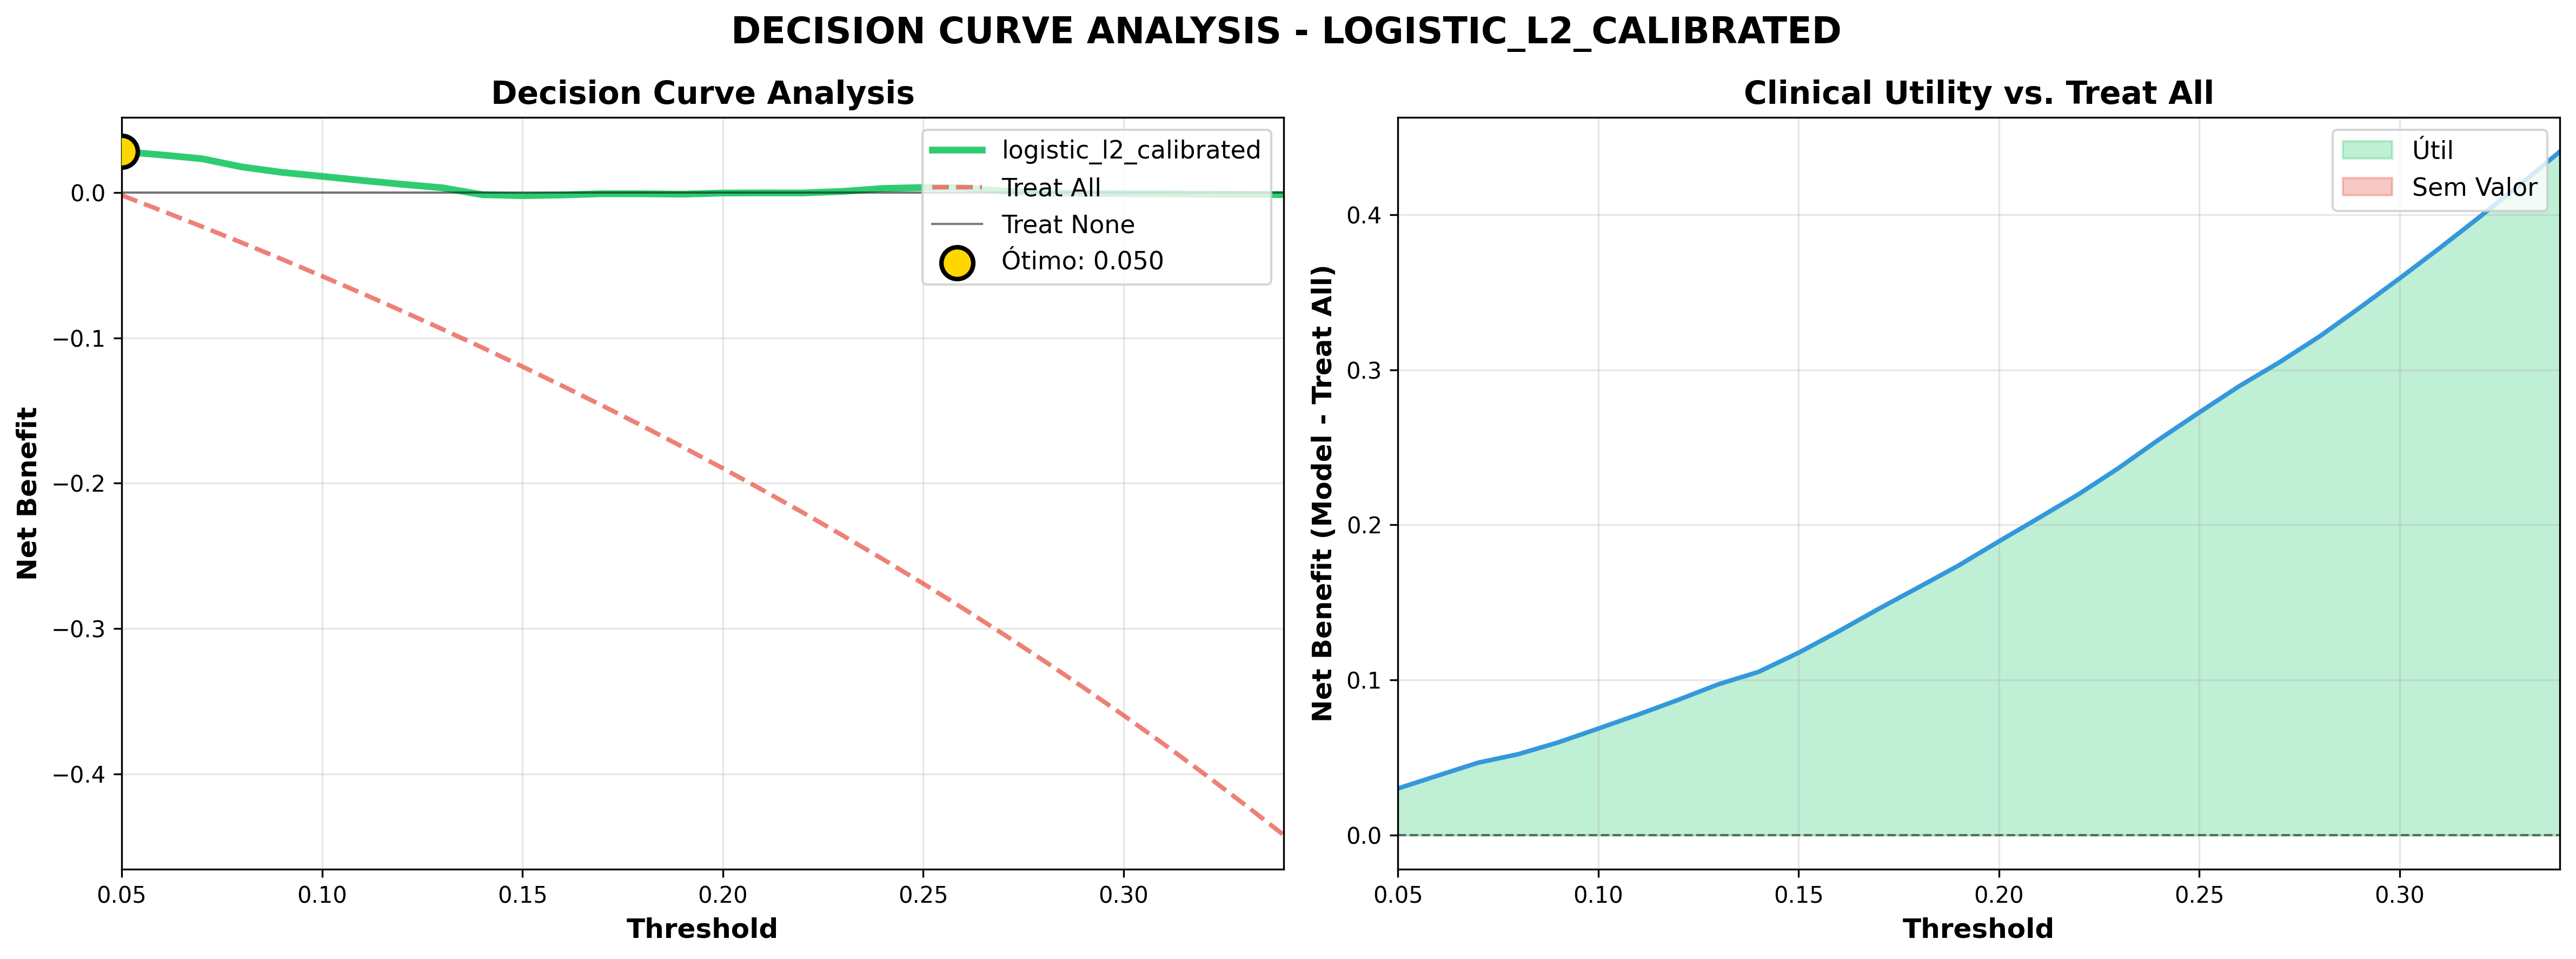 DECISION CURVE ANALYSIS - LOGISTIC_L2_CALIBRATED
Decision Curve Analysis
Net Benefit
0.0
−0.1
−0.2
−0.3
−0.4
logistic_l2_calibrated
Treat All
Treat None
Ótimo: 0.050
0.05 0.10 0.15 0.20 0.25 0.30
Threshold
Clinical Utility vs. Treat All
Net Benefit (Model - Treat All)
0.4
0.3
0.2
0.1
0.0
Útil
Sem Valor
0.05 0.10 0.15 0.20 0.25 0.30
Threshold